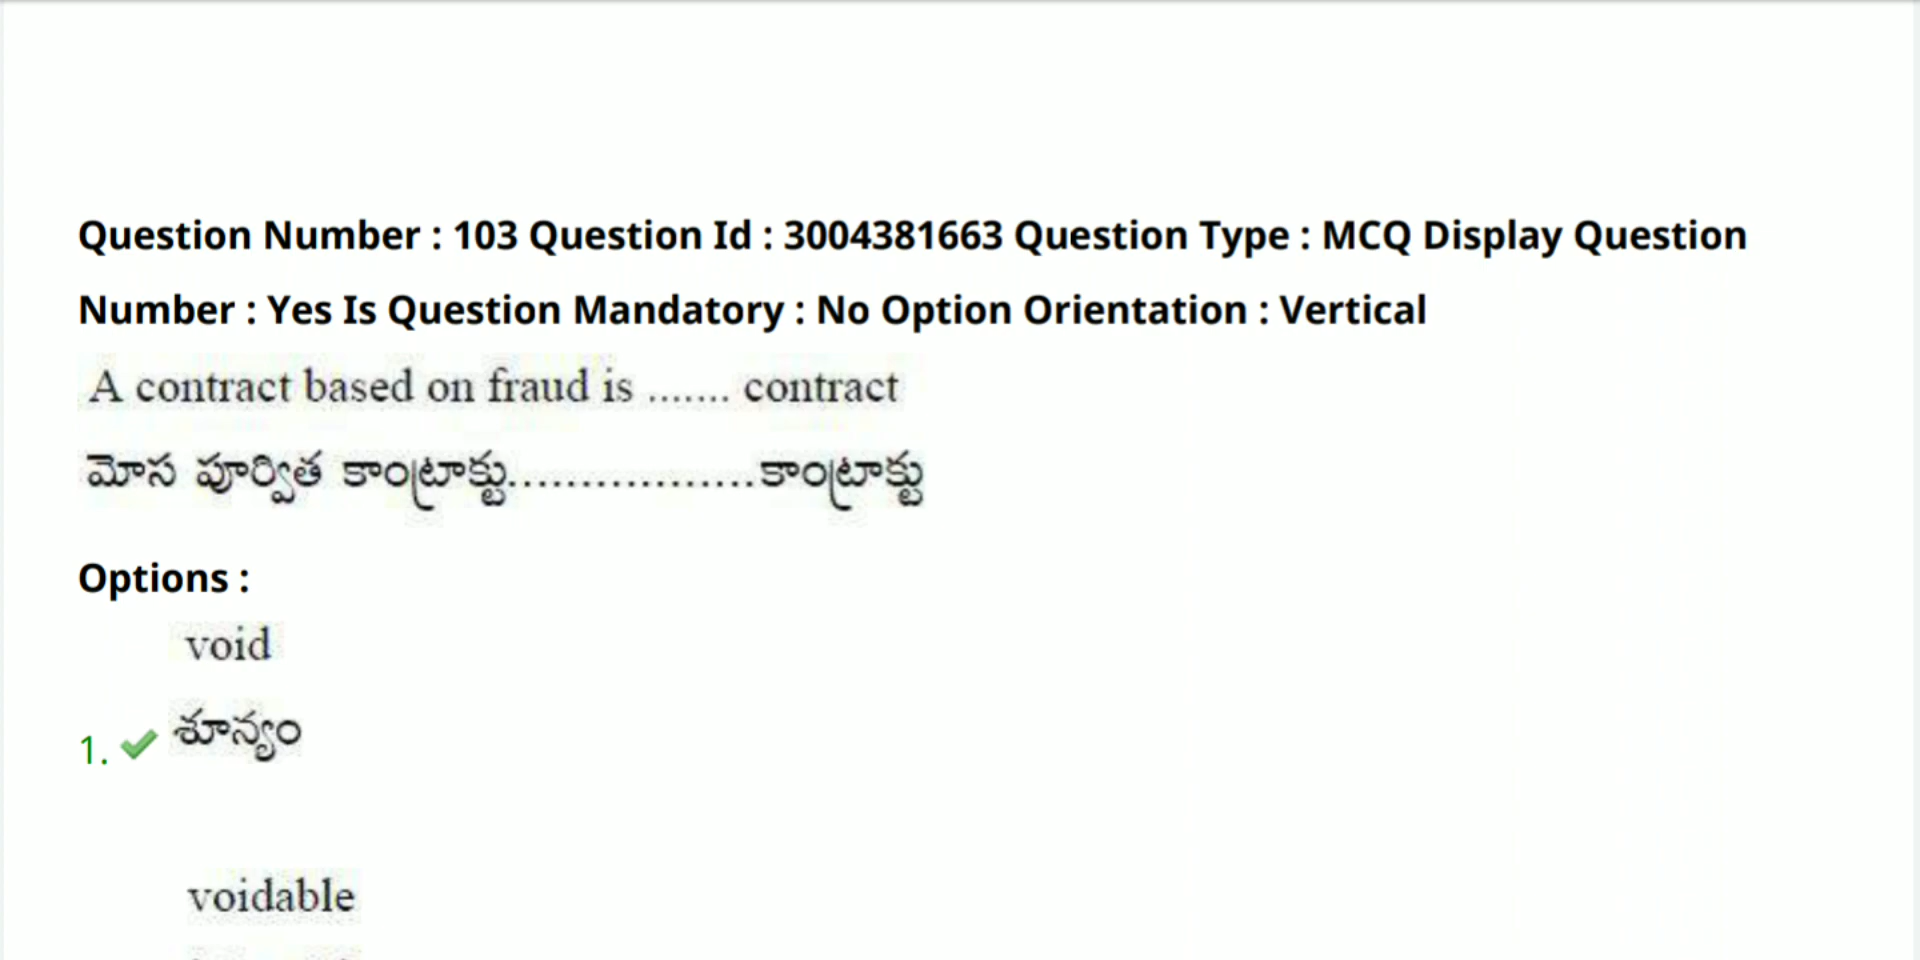 Question Number : 103 Question Id : 3004381663 Question Type : MCQ Display Question
Number : Yes Is Question Mandatory : No Option Orientation : Vertical
A contract based on fraud is ....... contract
మోస పూర్విత కాంట్రాక్టు.................కాంట్రాక్టు
Options :
void
1. ✔ శూన్యం
voidable